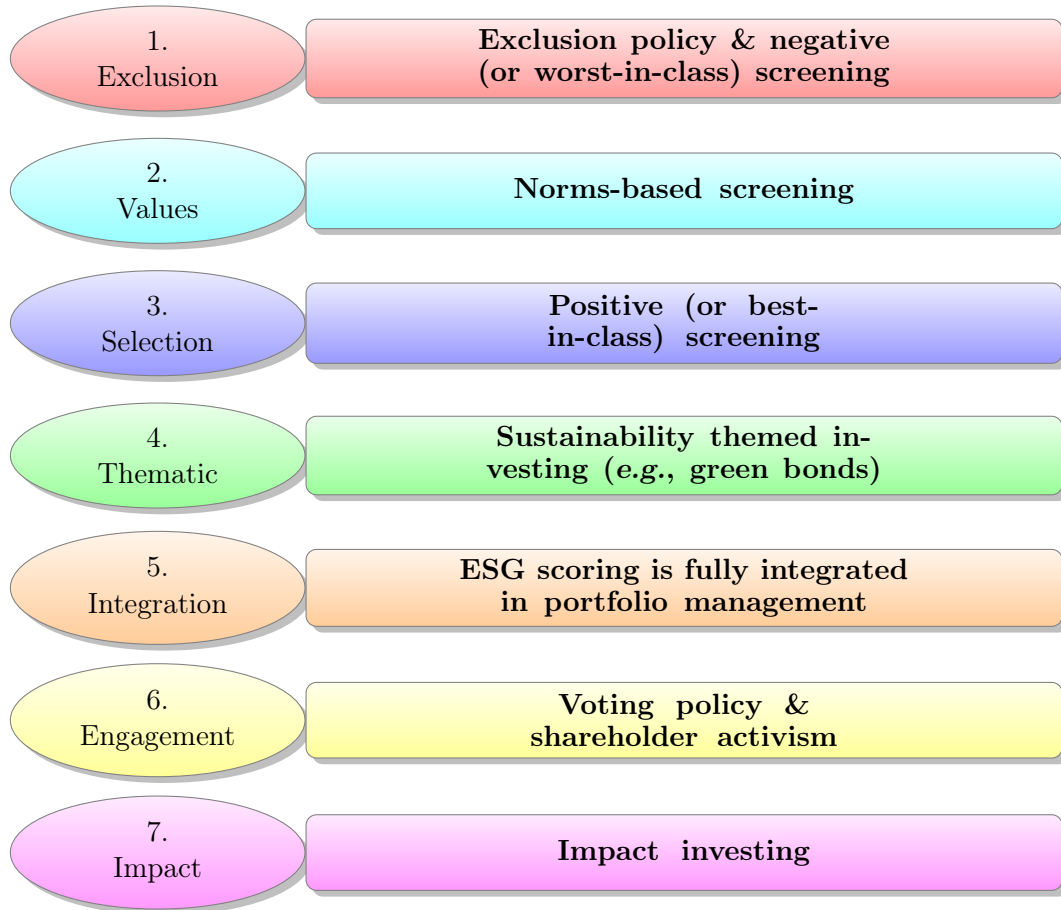 1.
Exclusion
Exclusion policy & negative
(or worst-in-class) screening
2.
Values
Norms-based screening
3.
Selection
Positive (or best-
in-class) screening
4.
Thematic
Sustainability themed in-
vesting (e.g., green bonds)
5.
Integration
ESG scoring is fully integrated
in portfolio management
6.
Engagement
Voting policy &
shareholder activism
7.
Impact
Impact investing